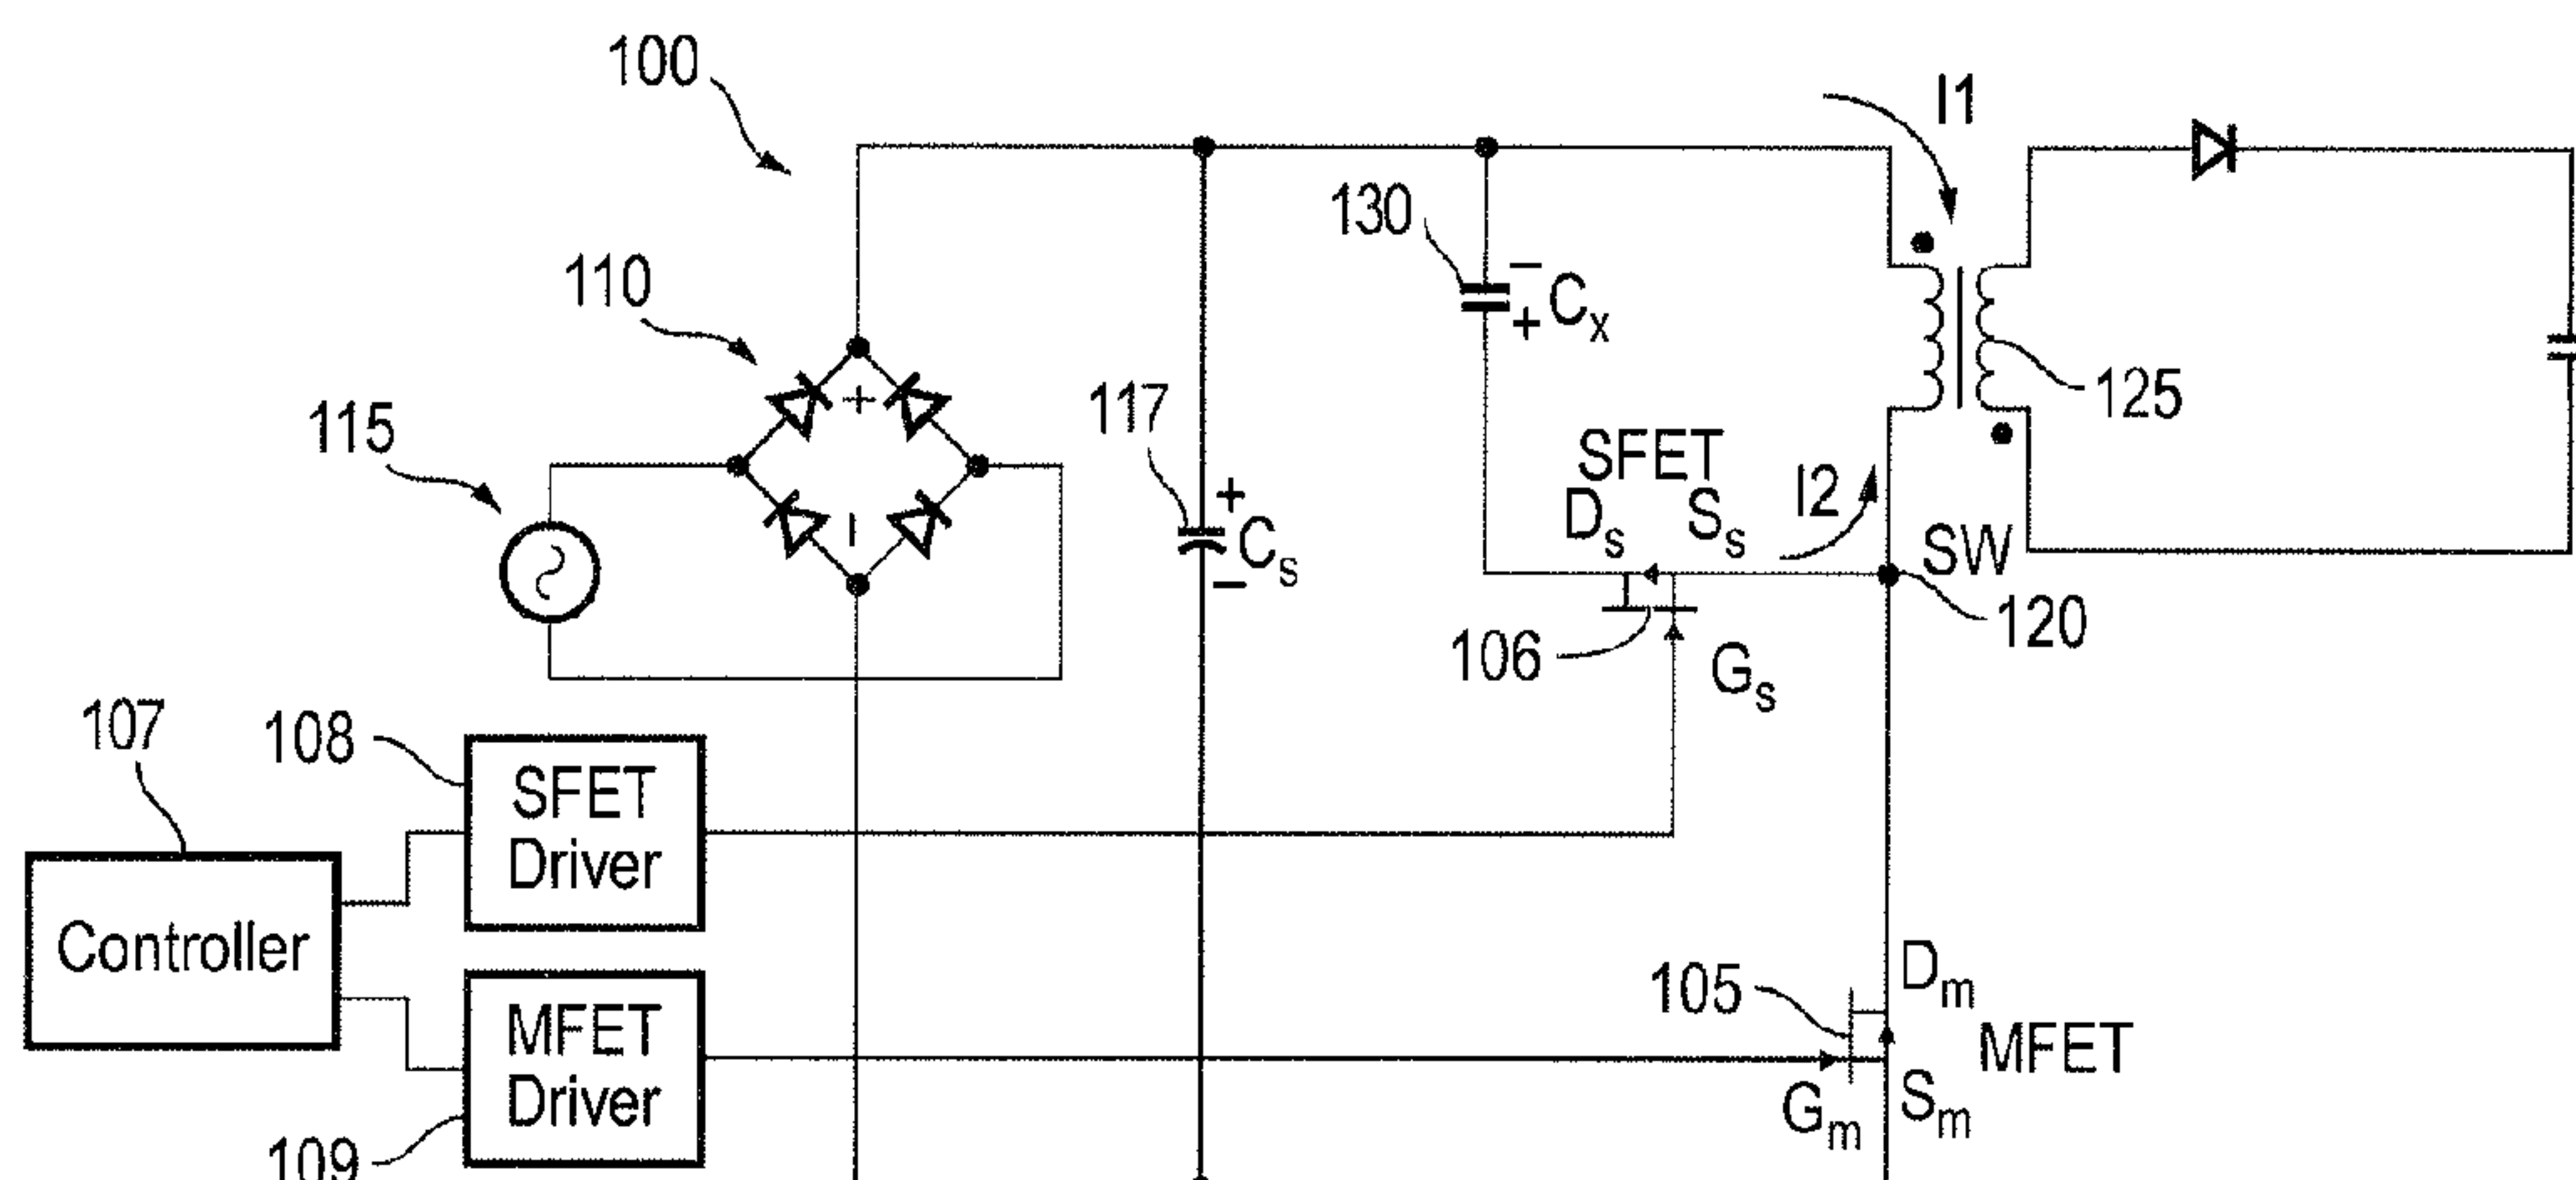 100
I1
130
− Cx
+
110
+
−
115
117
+
Cs
−
125
SFET
Ds Ss
I2
SW
120
106
Gs
107
108
SFET
Driver
Controller
MFET
Driver
109
105
Dm
MFET
Gm
Sm